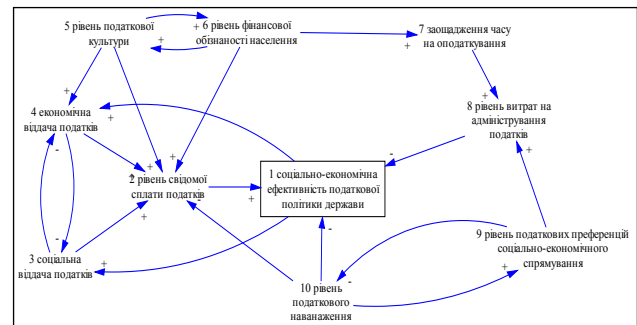 5 рівень податкової
культури
6 рівень фінансової
обізнаності населення
7 заощадження часу
на оподаткування
4 економічна
віддача податків
8 рівень витрат на
адміністрування
податків
2 рівень свідомої
сплати податків
1 соціально-економічна
ефективність податкової
політики держави
3 соціальна
віддача податків
9 рівень податкових преференцій
соціально-економічного
спрямування
10 рівень
податкового
наванаження